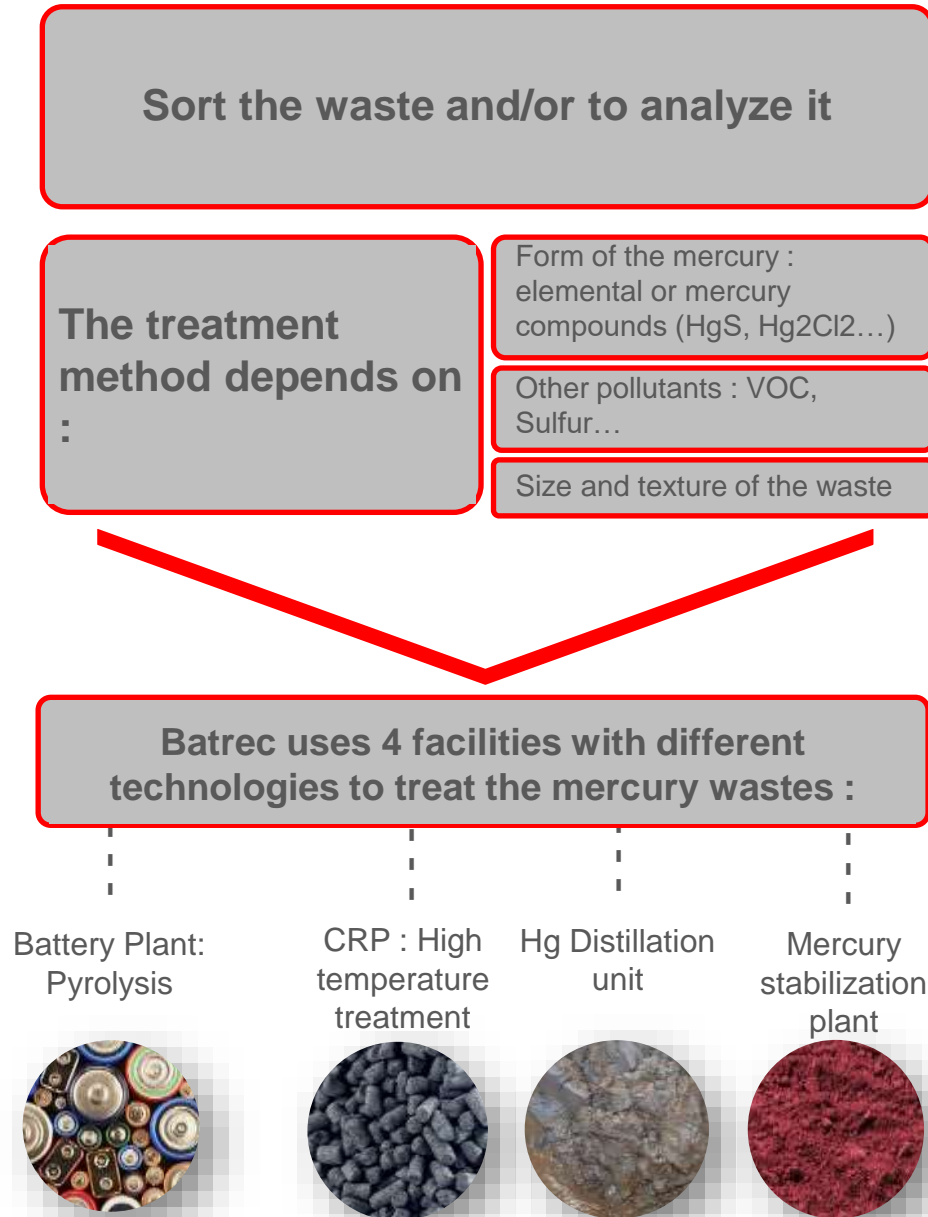 Sort the waste and/or to analyze it
The treatment
method depends on
:
Form of the mercury :
elemental or mercury
compounds (HgS, Hg2Cl2…)
Other pollutants : VOC,
Sulfur…
Size and texture of the waste
Batrec uses 4 facilities with different
technologies to treat the mercury wastes :
Battery Plant:
Pyrolysis
CRP : High
temperature
treatment
Hg Distillation
unit
Mercury
stabilization
plant